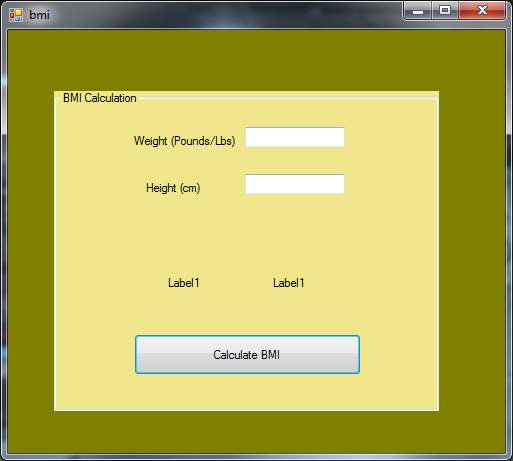 bmi
BMI Calculation
Weight (Pounds/Lbs)
Height (cm)
Label1 Label1
Calculate BMI